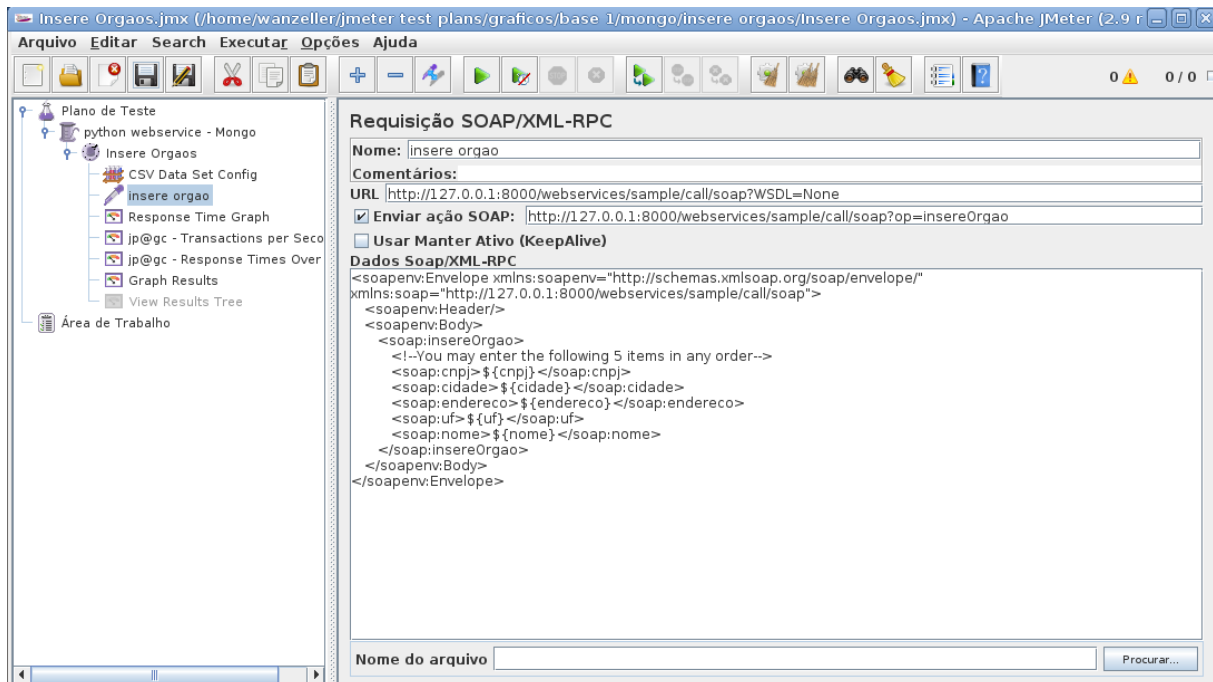 Insere Orgaos.jmx (/home/wanzeller/jmeter test plans/graficos/base 1/mongo/insere orgaos/Insere Orgaos.jmx) - Apache JMeter (2.9 r
Arquivo Editar Search Executar Opções Ajuda
0 0 / 0
Plano de Teste
python webservice - Mongo
Insere Orgaos
CSV Data Set Config
insere orgao
Response Time Graph
jp@gc - Transactions per Seco
jp@gc - Response Times Over
Graph Results
View Results Tree
Área de Trabalho
Requisição SOAP/XML-RPC
Nome: insere orgao
Comentários:
URL http://127.0.0.1:8000/webservices/sample/call/soap?WSDL=None
Enviar ação SOAP: http://127.0.0.1:8000/webservices/sample/call/soap?op=insereOrgao
Usar Manter Ativo (KeepAlive)
Dados Soap/XML-RPC
<soapenv:Envelope xmlns:soapenv="http://schemas.xmlsoap.org/soap/envelope/"
xmlns:soap="http://127.0.0.1:8000/webservices/sample/call/soap">
<soapenv:Header/>
<soapenv:Body>
<soap:insereOrgao>
<!--You may enter the following 5 items in any order-->
<soap:cnpj>${cnpj}</soap:cnpj>
<soap:cidade>${cidade}</soap:cidade>
<soap:endereco>${endereco}</soap:endereco>
<soap:uf>${uf}</soap:uf>
<soap:nome>${nome}</soap:nome>
</soap:insereOrgao>
</soapenv:Body>
</soapenv:Envelope>
Nome do arquivo
Procurar...